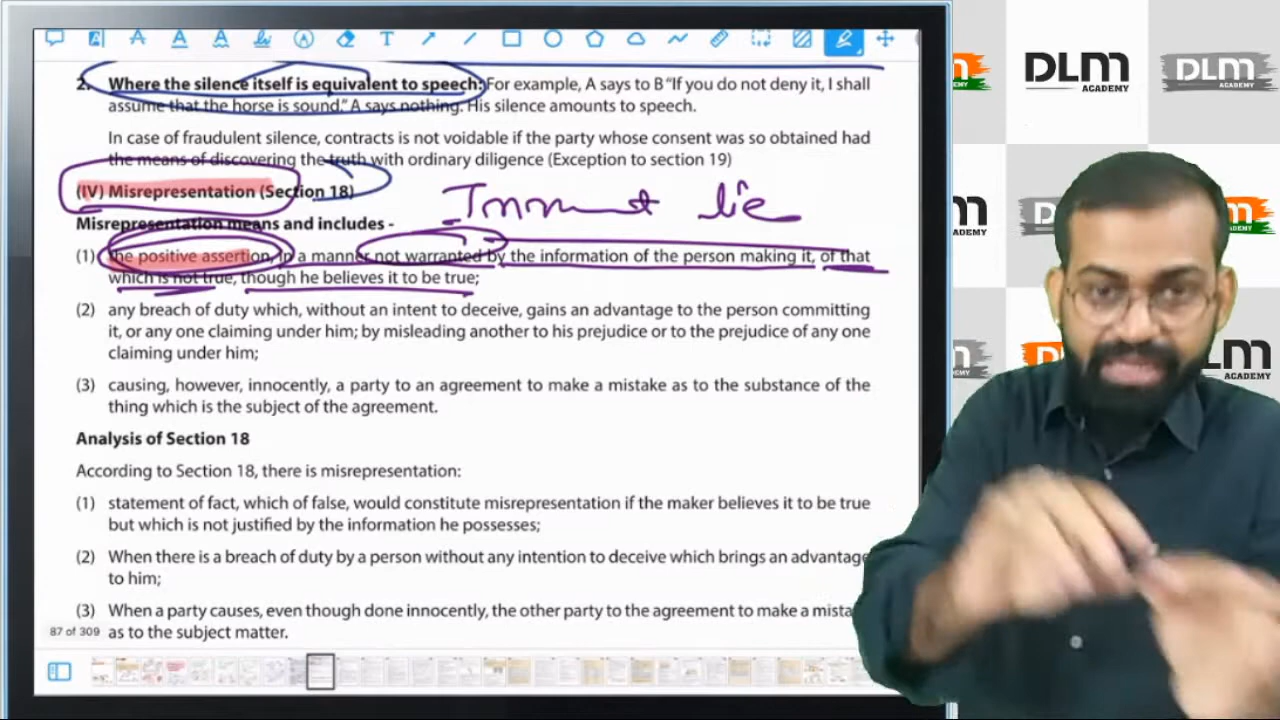 DLM
ACADEMY
DLM
ACADEMY
2. Where the silence itself is equivalent to speech: For example, A says to B "If you do not deny it, I shall
assume that the horse is sound." A says nothing. His silence amounts to speech.
In case of fraudulent silence, contracts is not voidable if the party whose consent was so obtained had
the means of discovering the truth with ordinary diligence (Exception to section 19)
(IV) Misrepresentation (Section 18)
Innocent lie
Misrepresentation means and includes -
(1) the positive assertion, in a manner not warranted by the information of the person making it, of that
which is not true, though he believes it to be true;
(2) any breach of duty which, without an intent to deceive, gains an advantage to the person committing
it, or any one claiming under him; by misleading another to his prejudice or to the prejudice of any one
claiming under him;
(3) causing, however, innocently, a party to an agreement to make a mistake as to the substance of the
thing which is the subject of the agreement.
Analysis of Section 18
According to Section 18, there is misrepresentation:
(1) statement of fact, which of false, would constitute misrepresentation if the maker believes it to be true
but which is not justified by the information he possesses;
(2) When there is a breach of duty by a person without any intention to deceive which brings an advantage
to him;
(3) When a party causes, even though done innocently, the other party to the agreement to make a mista
as to the subject matter.
87 of 309
ACADEMY
ACADEMY